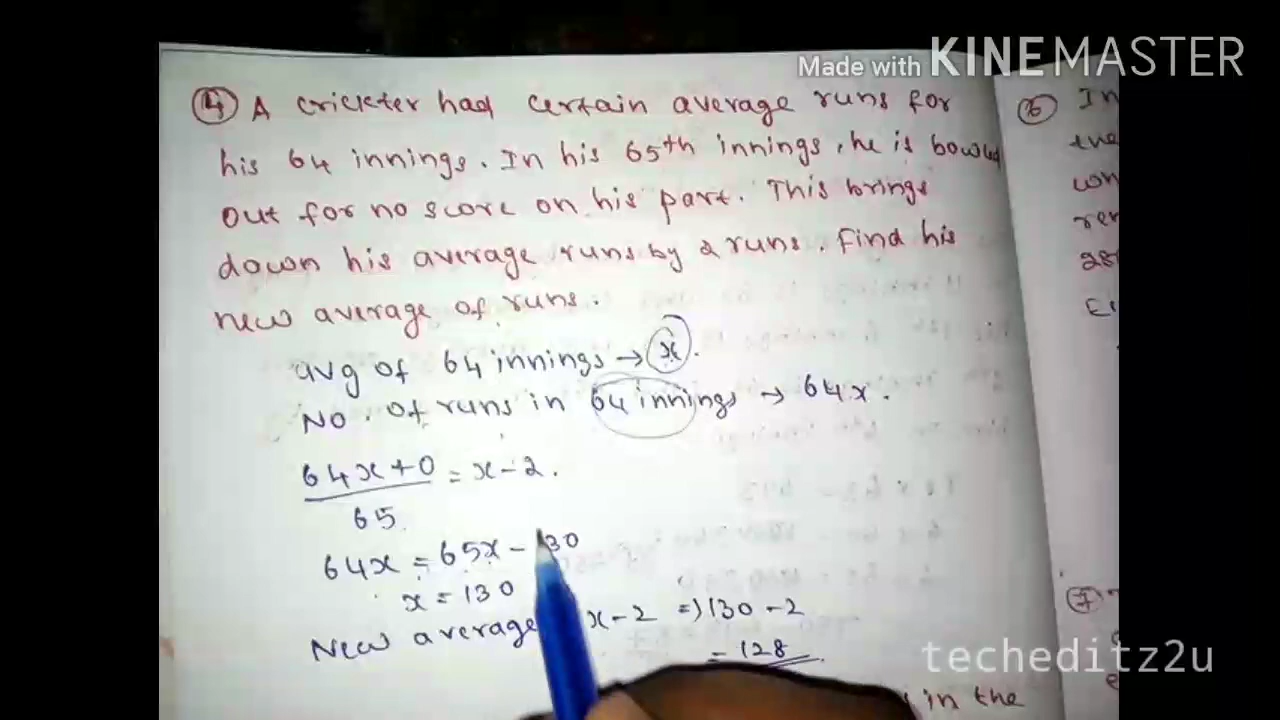 Made with KINEMASTER
④ A crickter had certain average runs for
his 64 innings. In his 65th innings, he is bowled
out for no score on his part. This brings
down his average runs by 2 runs. Find his
new average of runs.
avg of 64 innings → x.
No. of runs in 64 innings → 64x.
64x+0 = x-2.
65
64x = 65x - 130
x = 130
New average x-2 => 130-2
= 128
in the
⑥ In
the
⑦
techeditz2u